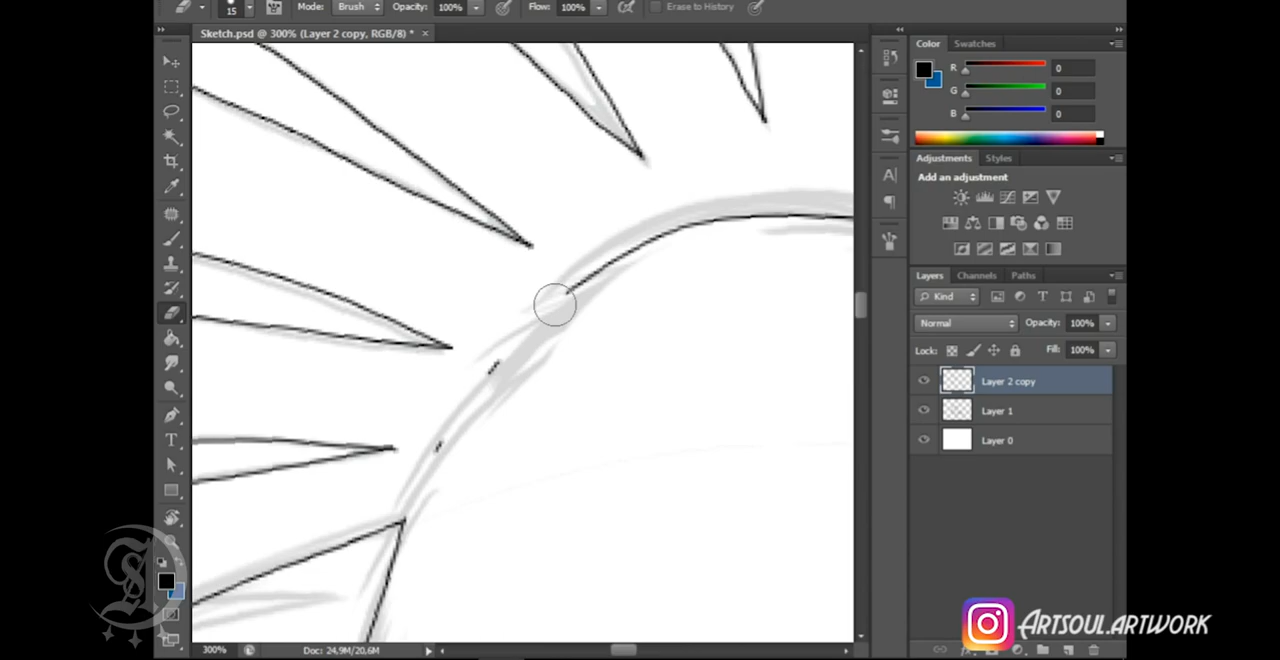 15
Mode: Brush
Opacity: 100%
Flow: 100%
Erase to History
Sketch.psd @ 300% (Layer 2 copy, RGB/8) *
Color
Swatches
R
0
G
0
B
0
Adjustments
Styles
Add an adjustment
Layers
Channels
Paths
Kind
Normal
Opacity: 100%
Lock:
Fill: 100%
Layer 2 copy
Layer 1
Layer 0
300%
Doc: 24,9M/20,6M
Artsoul.artwork